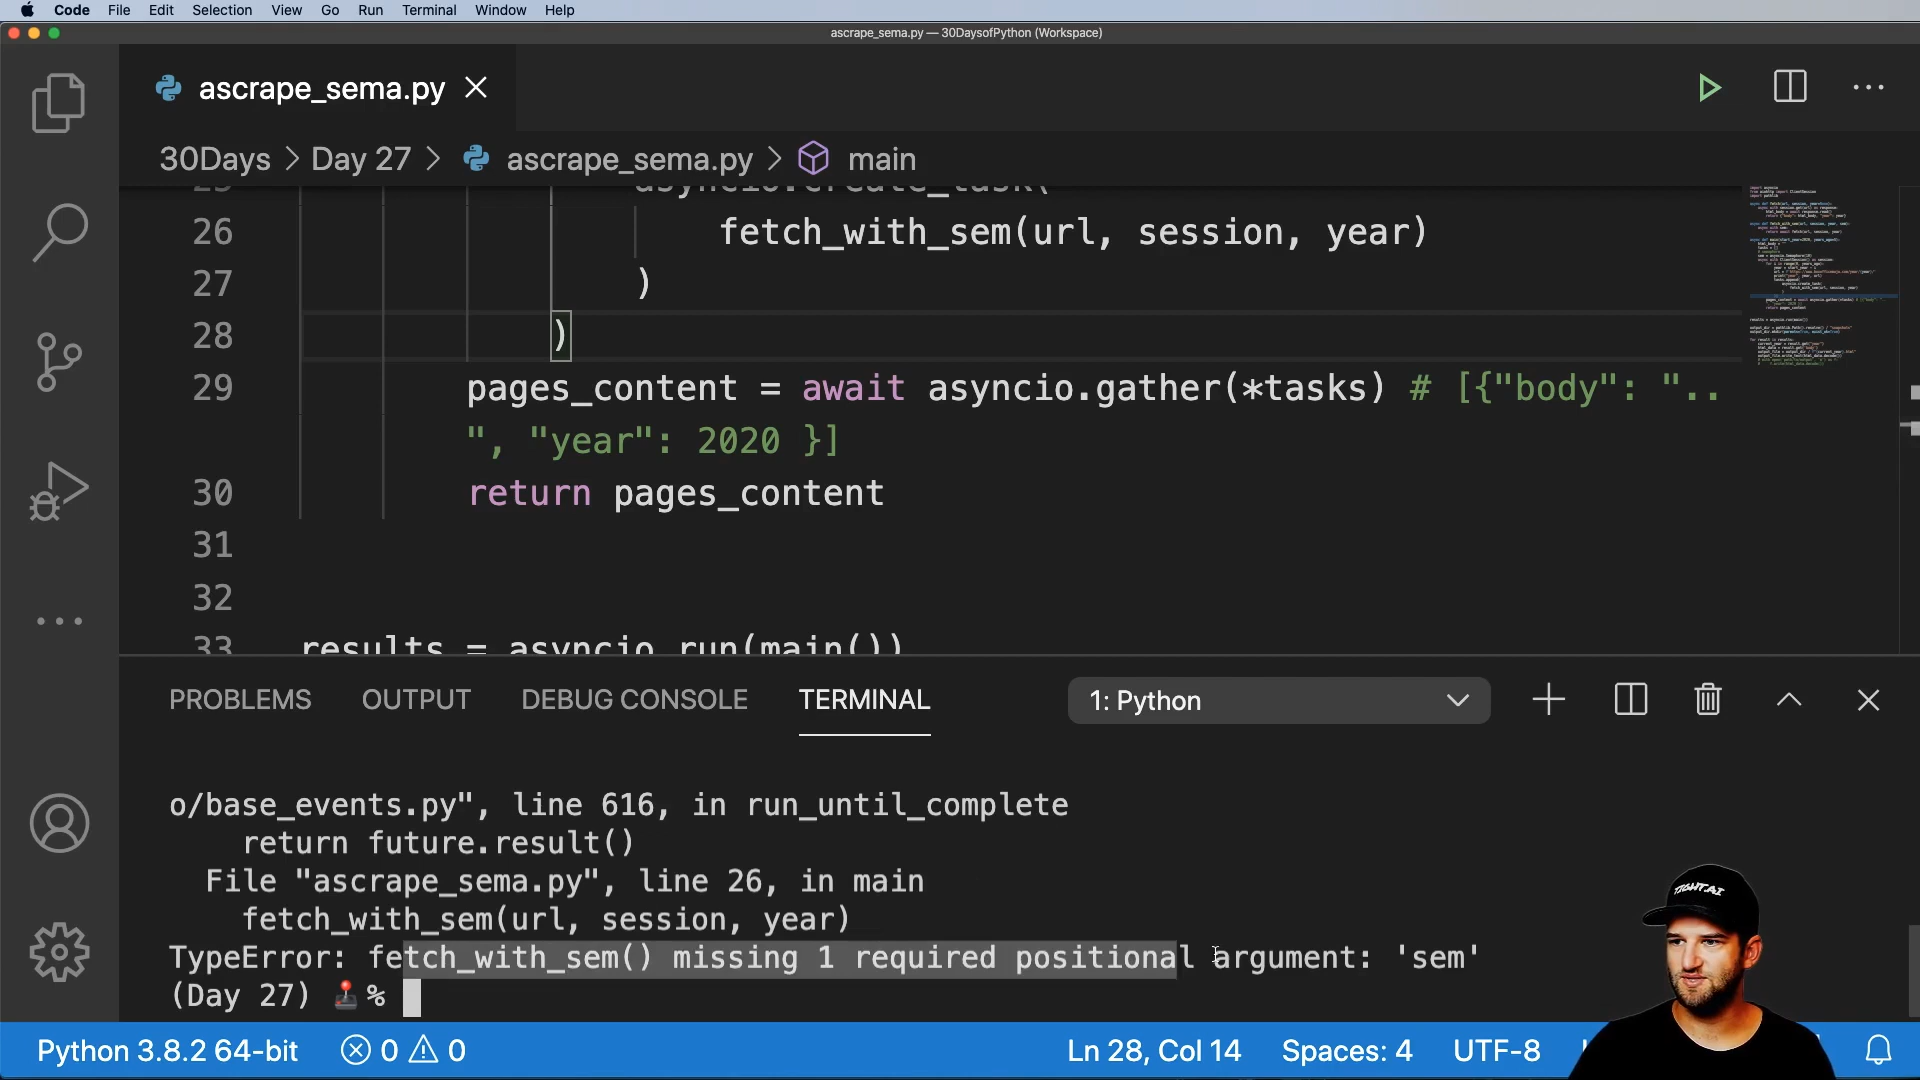 Code File Edit Selection View Go Run Terminal Window Help
ascrape_sema.py — 30DaysofPython (Workspace)
ascrape_sema.py
30Days > Day 27 > ascrape_sema.py > main
25 asyncio.create_task(
26 fetch_with_sem(url, session, year)
27 )
28 )
29 pages_content = await asyncio.gather(*tasks) # [{"body": "..
", "year": 2020 }]
30 return pages_content
31
32
33 results = asyncio.run(main())
PROBLEMS OUTPUT DEBUG CONSOLE TERMINAL 1: Python
o/base_events.py", line 616, in run_until_complete
return future.result()
File "ascrape_sema.py", line 26, in main
fetch_with_sem(url, session, year)
TypeError: fetch_with_sem() missing 1 required positional argument: 'sem'
(Day 27) %
TIGHT.AI
Python 3.8.2 64-bit 0 0 Ln 28, Col 14 Spaces: 4 UTF-8